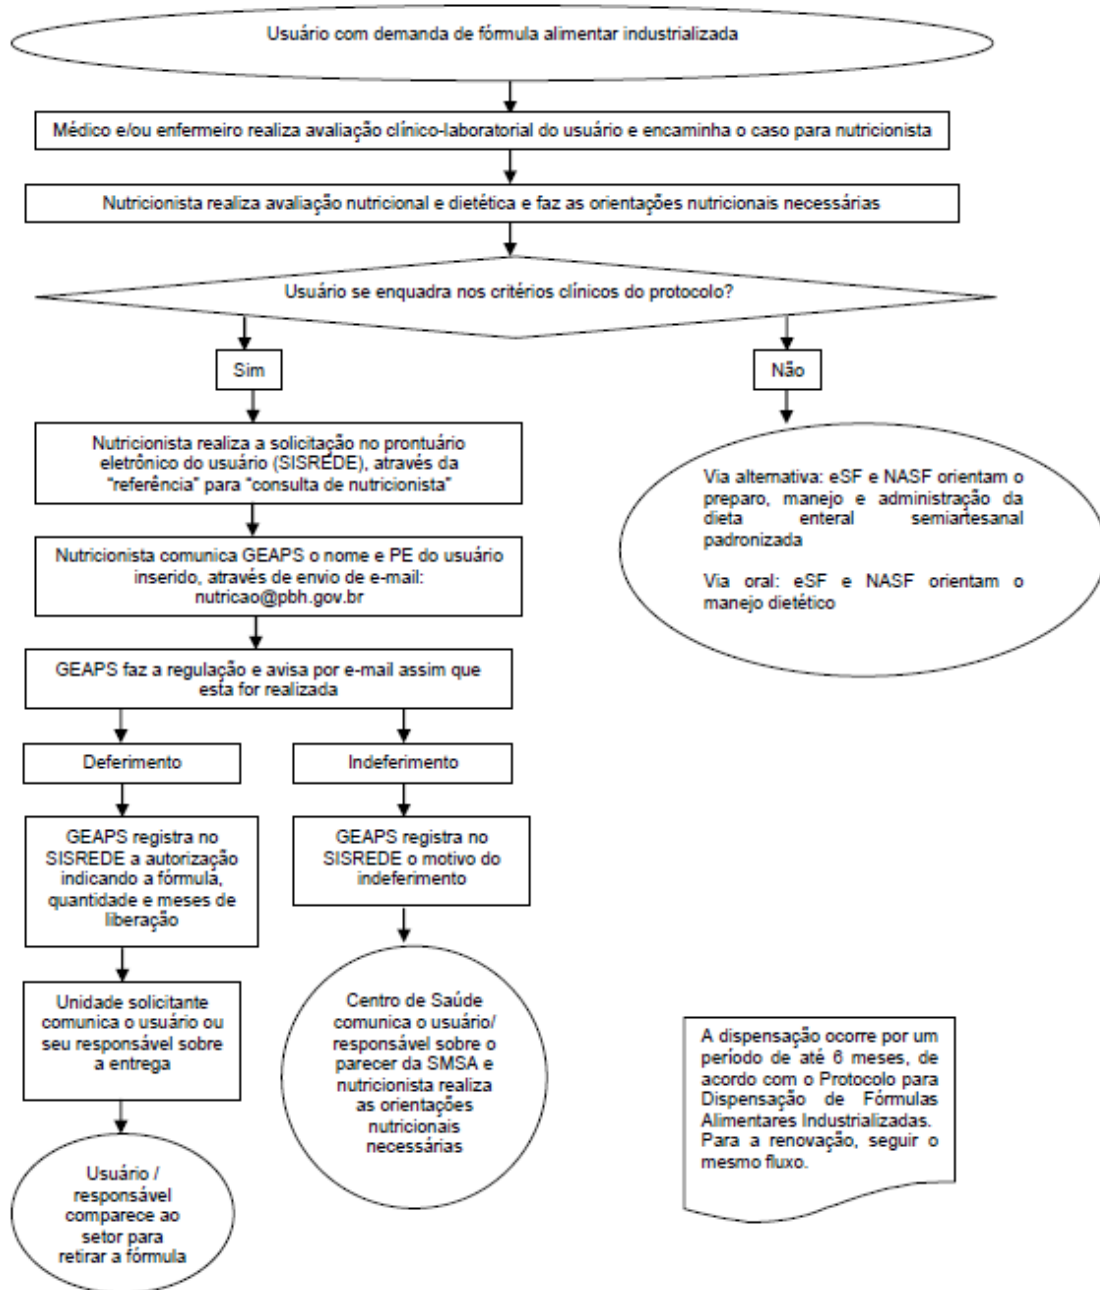 Usuário com demanda de fórmula alimentar industrializada
Médico e/ou enfermeiro realiza avaliação clínico-laboratorial do usuário e encaminha o caso para nutricionista
Nutricionista realiza avaliação nutricional e dietética e faz as orientações nutricionais necessárias
Usuário se enquadra nos critérios clínicos do protocolo?
Sim
Não
Nutricionista realiza a solicitação no prontuário
eletrônico do usuário (SISREDE), através da
“referência” para “consulta de nutricionista”
Via alternativa: eSF e NASF orientam o
preparo, manejo e administração da
dieta enteral semiartesanal
padronizada
Via oral: eSF e NASF orientam o
manejo dietético
Nutricionista comunica GEAPS o nome e PE do usuário
inserido, através de envio de e-mail:
nutricao@pbh.gov.br
GEAPS faz a regulação e avisa por e-mail assim que
esta for realizada
Deferimento
Indeferimento
GEAPS registra no
SISREDE a autorização
indicando a fórmula,
quantidade e meses de
liberação
GEAPS registra no
SISREDE o motivo do
indeferimento
Unidade solicitante
comunica o usuário ou
seu responsável sobre
a entrega
Centro de Saúde
comunica o usuário/
responsável sobre o
parecer da SMSA e
nutricionista realiza
as orientações
nutricionais
necessárias
A dispensação ocorre por um
período de até 6 meses, de
acordo com o Protocolo para
Dispensação de Fórmulas
Alimentares Industrializadas.
Para a renovação, seguir o
mesmo fluxo.
Usuário /
responsável
comparece ao
setor para
retirar a fórmula